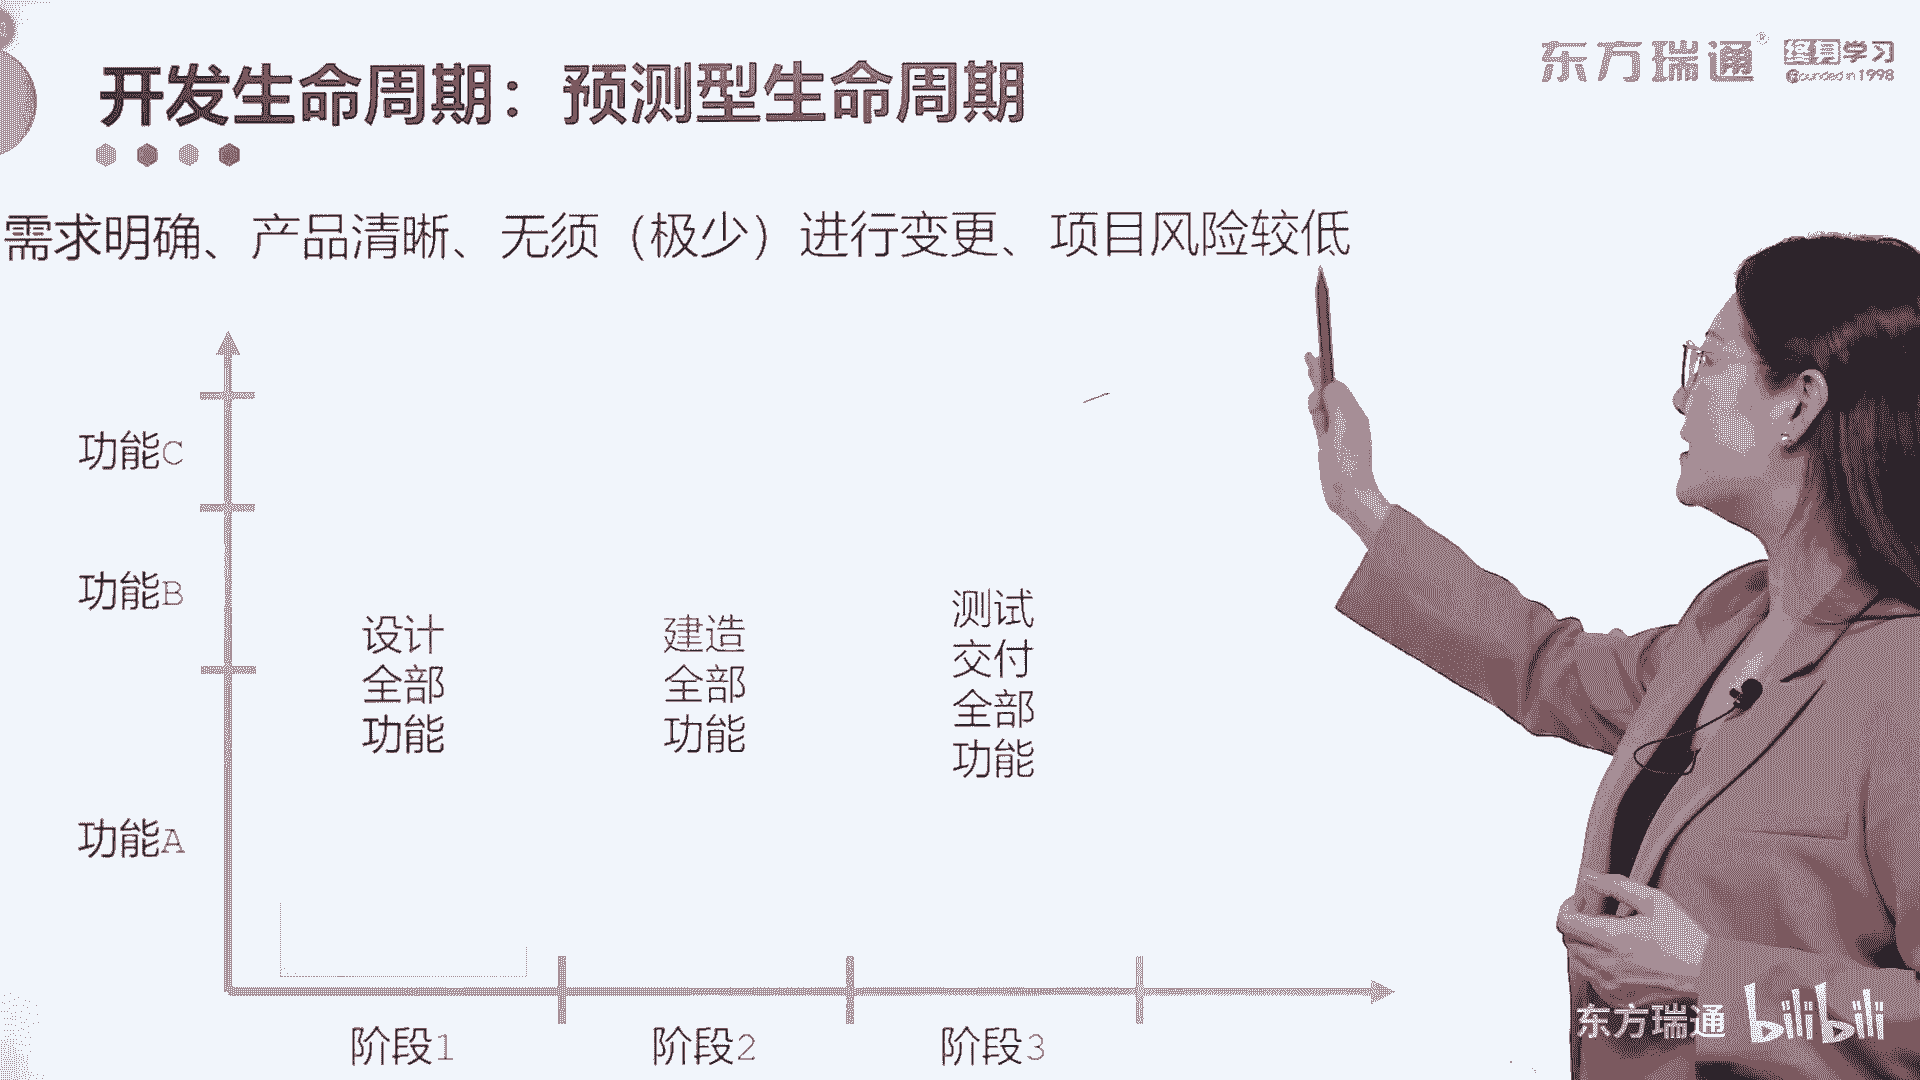 开发生命周期：预测型生命周期
东方瑞通®
终身学习
Founded in 1998
需求明确、产品清晰、无须（极少）进行变更、项目风险较低
功能C
功能B
功能A
设计
全部
功能
建造
全部
功能
测试
交付
全部
功能
阶段1
阶段2
阶段3
东方瑞通
bilibili